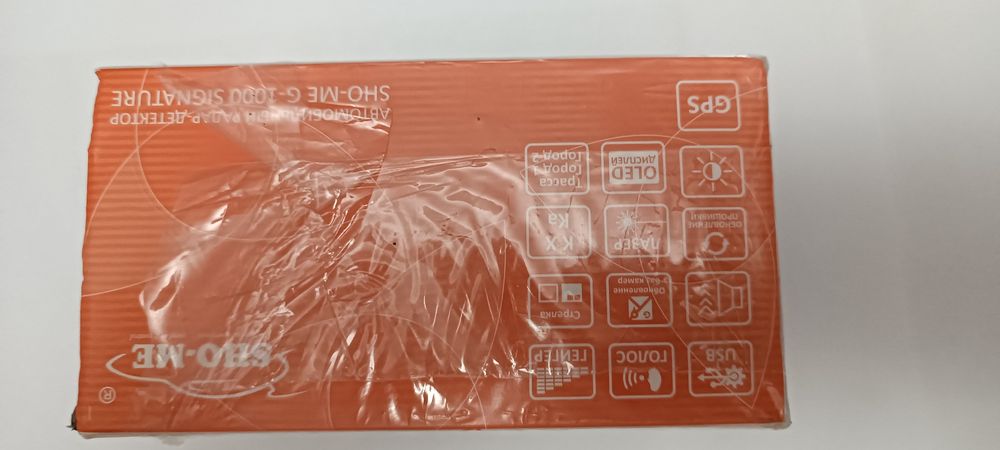 ®
SHO-ME
USB
ГОЛОС
ГЕЙГЕР
Обновление
баз камер
Стрелка
ОБНОВЛЕНИЕ
ПРОШИВКИ
ЛАЗЕР
K X
Ka
OLED
ДИСПЛЕЙ
Трасса
Город 1
Город 2
GPS
АВТОМОБИЛЬНЫЙ РАДАР-ДЕТЕКТОР
SHO-ME G-1000 SIGNATURE